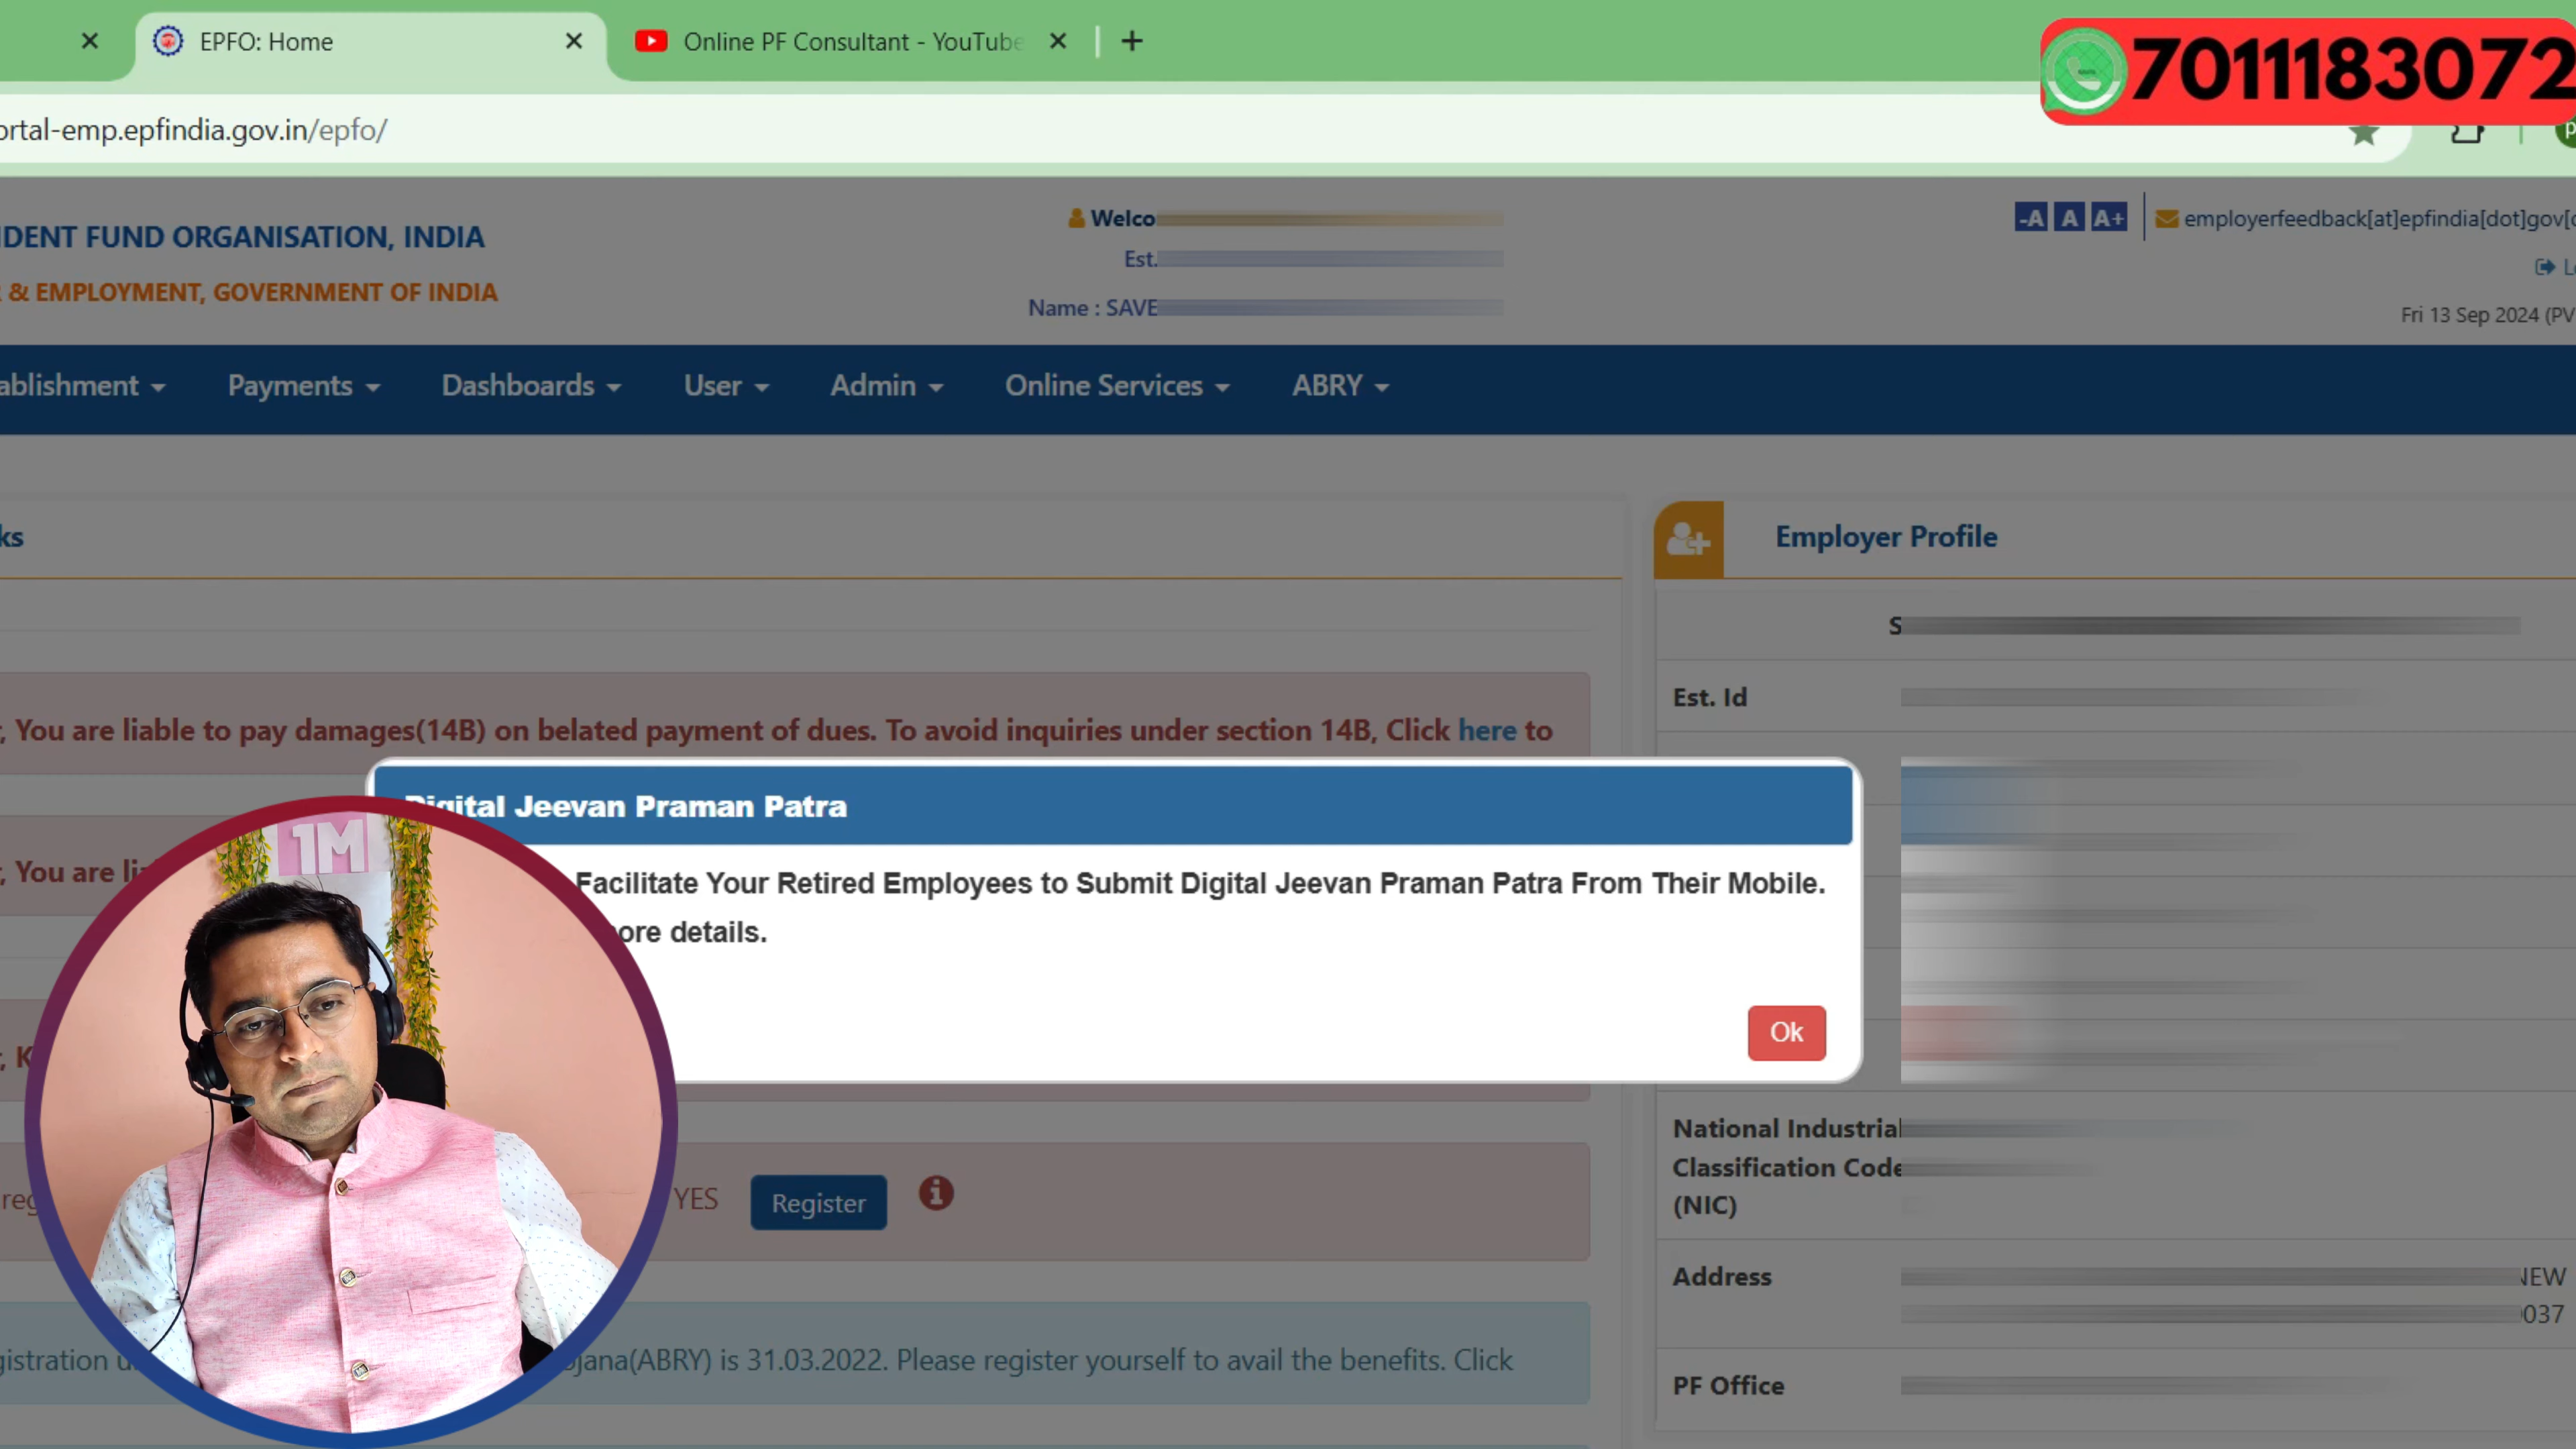 EPFO: Home
Online PF Consultant - YouTube
7011183072
ortal-emp.epfindia.gov.in/epfo/
IDENT FUND ORGANISATION, INDIA
& EMPLOYMENT, GOVERNMENT OF INDIA
Welco
Est.
Name : SAVE
-A A A+
employerfeedback[at]epfindia[dot]gov[
Fri 13 Sep 2024 (PV
ablishment
Payments
Dashboards
User
Admin
Online Services
ABRY
ks
Employer Profile
S
Est. Id
, You are liable to pay damages(14B) on belated payment of dues. To avoid inquiries under section 14B, Click here to
Digital Jeevan Praman Patra
Facilitate Your Retired Employees to Submit Digital Jeevan Praman Patra From Their Mobile.
ore details.
Ok
, You are li
, K
1M
reg
YES
Register
National Industrial
Classification Code
(NIC)
Address
NEW
037
gistration u
ojana(ABRY) is 31.03.2022. Please register yourself to avail the benefits. Click
PF Office